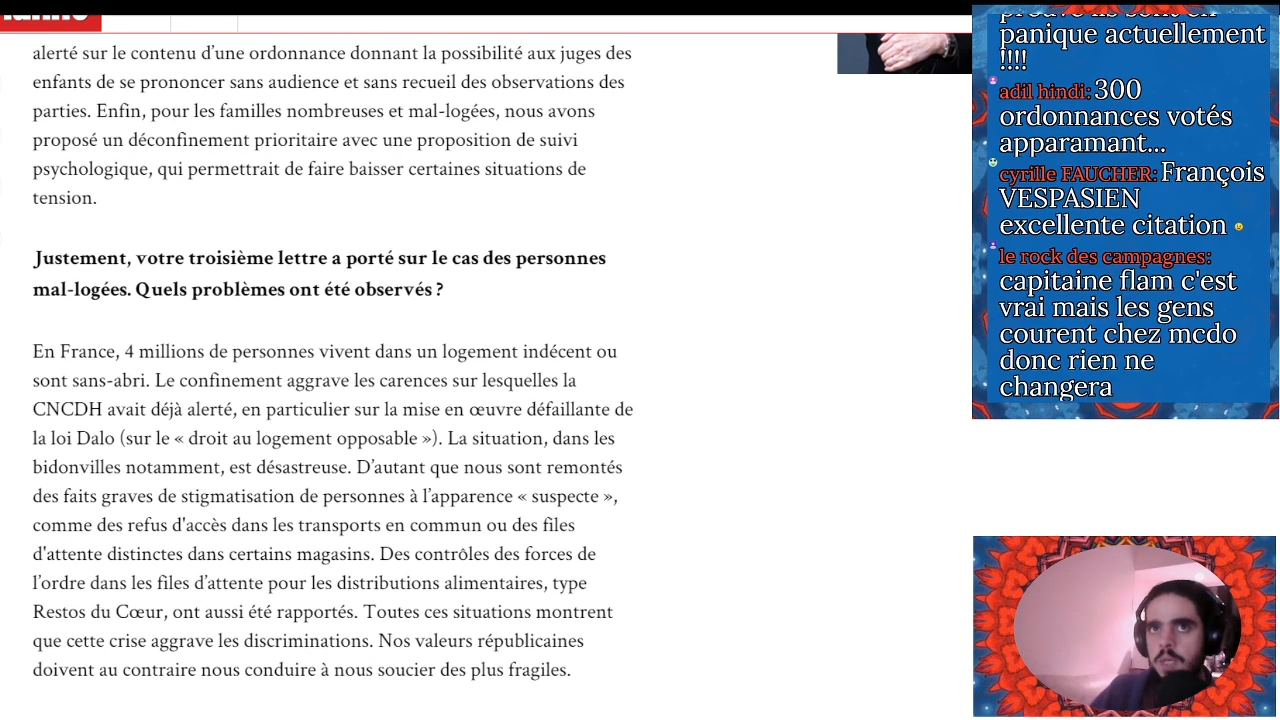 alerté sur le contenu d’une ordonnance donnant la possibilité aux juges des
enfants de se prononcer sans audience et sans recueil des observations des
parties. Enfin, pour les familles nombreuses et mal-logées, nous avons
proposé un déconfinement prioritaire avec une proposition de suivi
psychologique, qui permettrait de faire baisser certaines situations de
tension.
Justement, votre troisième lettre a porté sur le cas des personnes
mal-logées. Quels problèmes ont été observés ?
En France, 4 millions de personnes vivent dans un logement indécent ou
sont sans-abri. Le confinement aggrave les carences sur lesquelles la
CNCDH avait déjà alerté, en particulier sur la mise en œuvre défaillante de
la loi Dalo (sur le « droit au logement opposable »). La situation, dans les
bidonvilles notamment, est désastreuse. D’autant que nous sont remontés
des faits graves de stigmatisation de personnes à l’apparence « suspecte »,
comme des refus d'accès dans les transports en commun ou des files
d'attente distinctes dans certains magasins. Des contrôles des forces de
l’ordre dans les files d’attente pour les distributions alimentaires, type
Restos du Cœur, ont aussi été rapportés. Toutes ces situations montrent
que cette crise aggrave les discriminations. Nos valeurs républicaines
doivent au contraire nous conduire à nous soucier des plus fragiles.
panique actuellement
!!!!
adil hindi: 300
ordonnances votés
apparamant...
cyrille FAUCHER: François
VESPASIEN
excellente citation
le rock des campagnes:
capitaine flam c'est
vrai mais les gens
courent chez mcdo
donc rien ne
changera